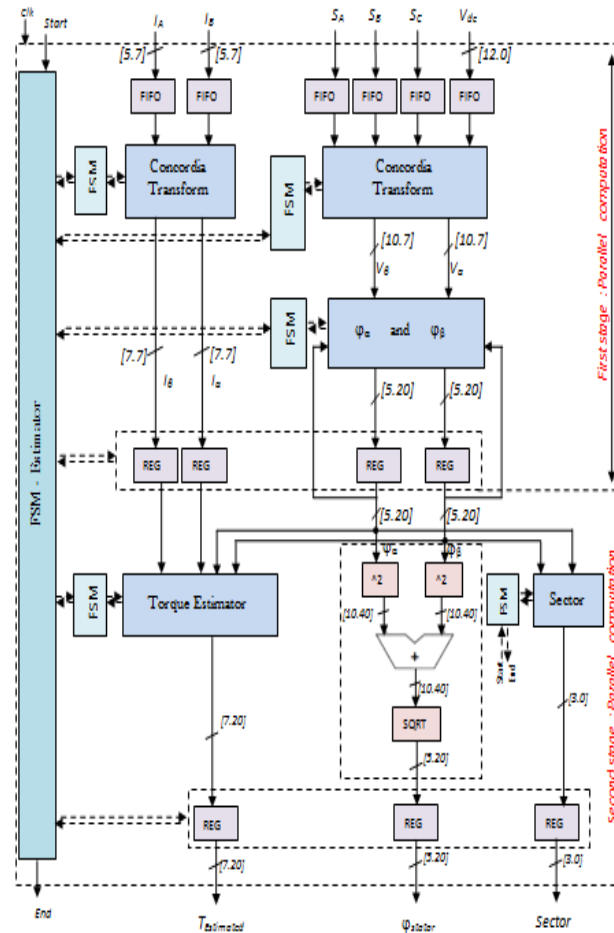 clk
Start
I_A
I_B
S_A
S_B
S_C
V_dc
[5.7]
[5.7]
[12.0]
FIFO
FIFO
FIFO
FIFO
FIFO
FIFO
FSM
Concordia
Transform
FSM
Concordia
Transform
[10.7]
[10.7]
V_β
V_α
First stage : Parallel computation
FSM
φ_α and φ_β
[7.7]
[7.7]
I_β
I_α
[5.20]
[5.20]
FSM - Estimator
REG
REG
REG
REG
[5.20]
[5.20]
φ_α
φ_β
^2
^2
FSM
Torque Estimator
FSM
Sector
[10.40]
[10.40]
+
Start
End
[10.40]
SQRT
[7.20]
[5.20]
[3.0]
Second stage : Parallel computation
REG
REG
REG
[7.20]
[5.20]
[3.0]
End
T_Estimated
φ_stator
Sector